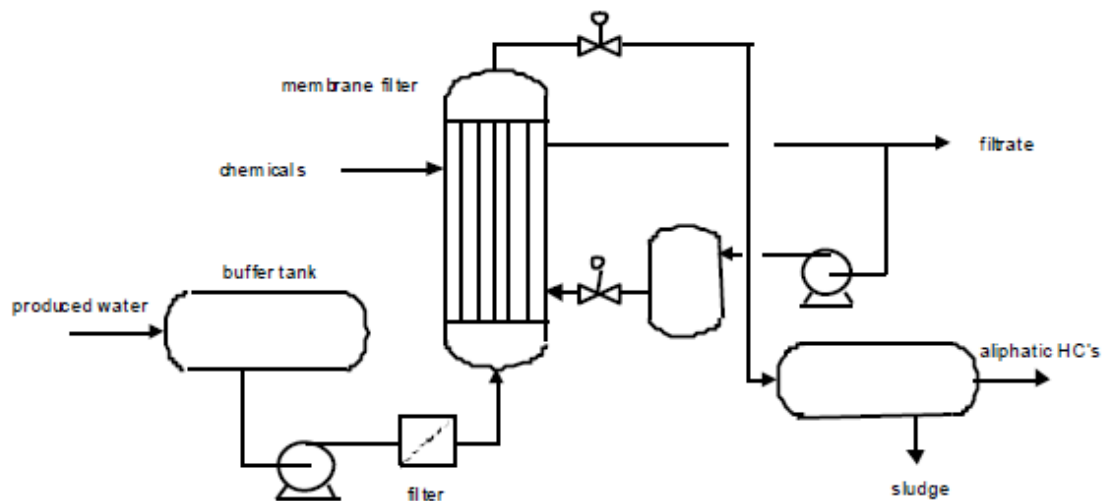 membrane filter
filtrate
chemicals
buffer tank
produced water
aliphatic HC's
filter
sludge